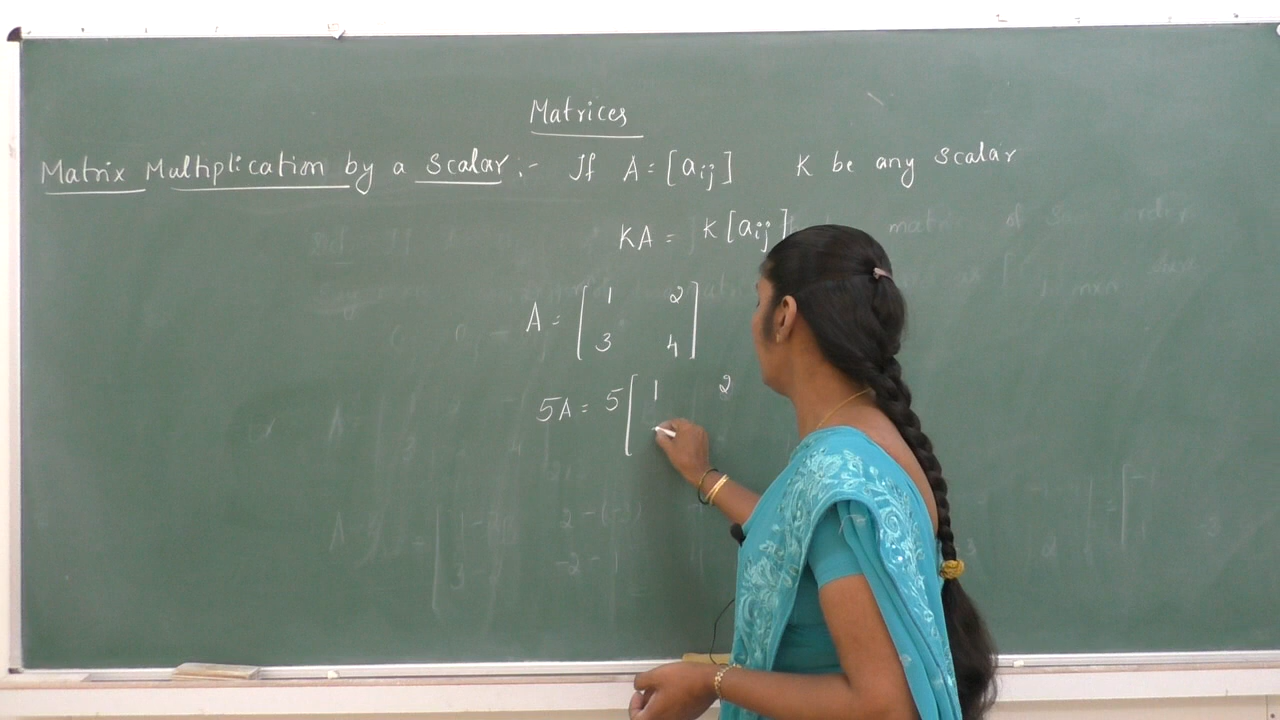 Matrices
Matrix Multiplication by a Scalar :- If A = [aij] K be any scalar
KA = K[aij]
A = [1 2
3 4]
5A = 5[1 2